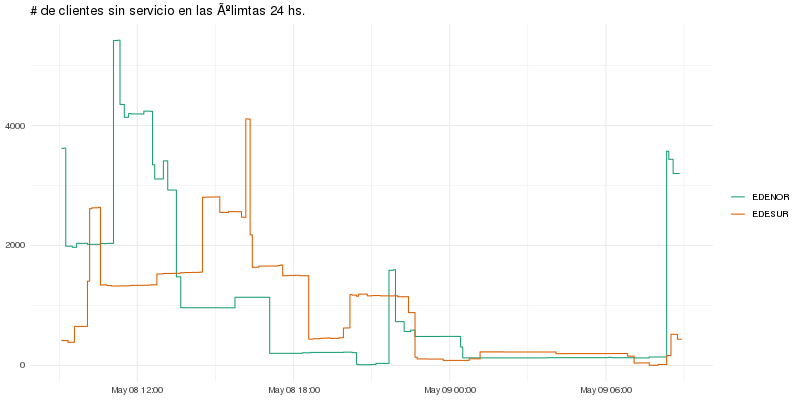 # de clientes sin servicio en las Ãºlimtas 24 hs.
4000
2000
0
May 08 12:00
May 08 18:00
May 09 00:00
May 09 06:00
EDENOR
EDESUR